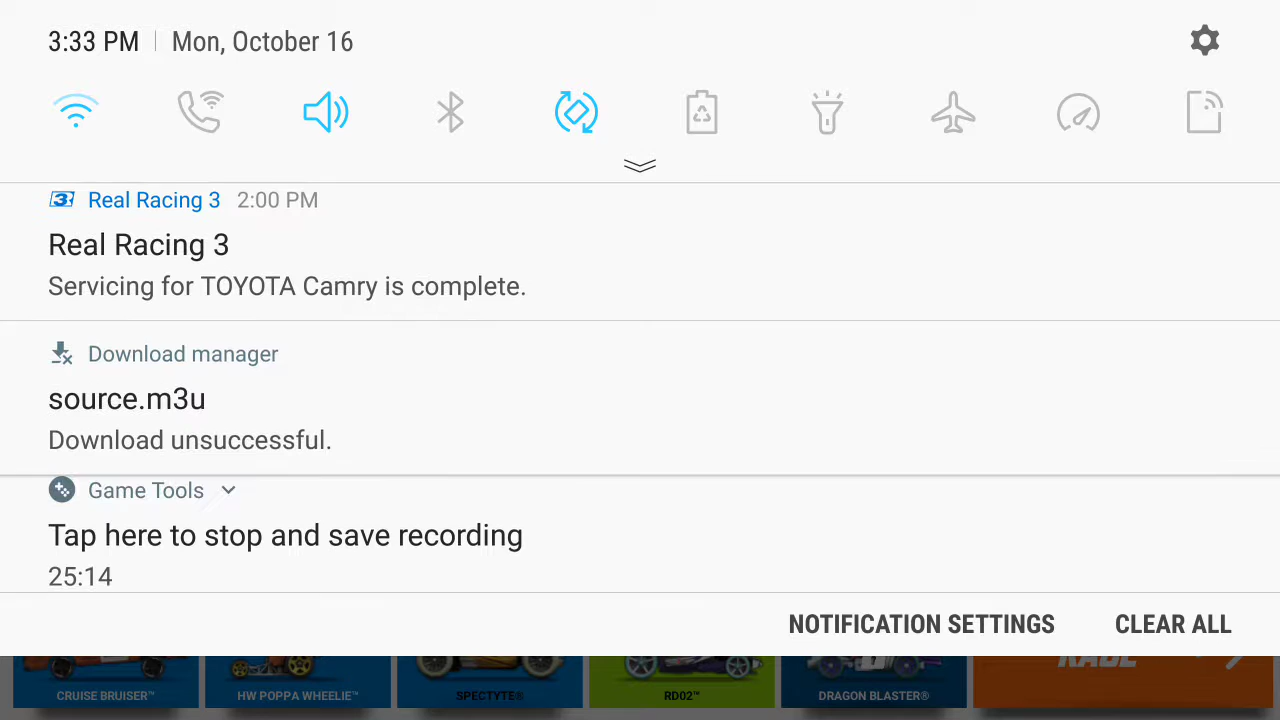 3:33 PM | Mon, October 16
Real Racing 3 2:00 PM
Real Racing 3
Servicing for TOYOTA Camry is complete.
Download manager
source.m3u
Download unsuccessful.
Game Tools
Tap here to stop and save recording
25:14
NOTIFICATION SETTINGS CLEAR ALL
RACE
CRUISE BRUISER™ HW POPPA WHEELIE™ SPECTYTE® RD02™ DRAGON BLASTER®